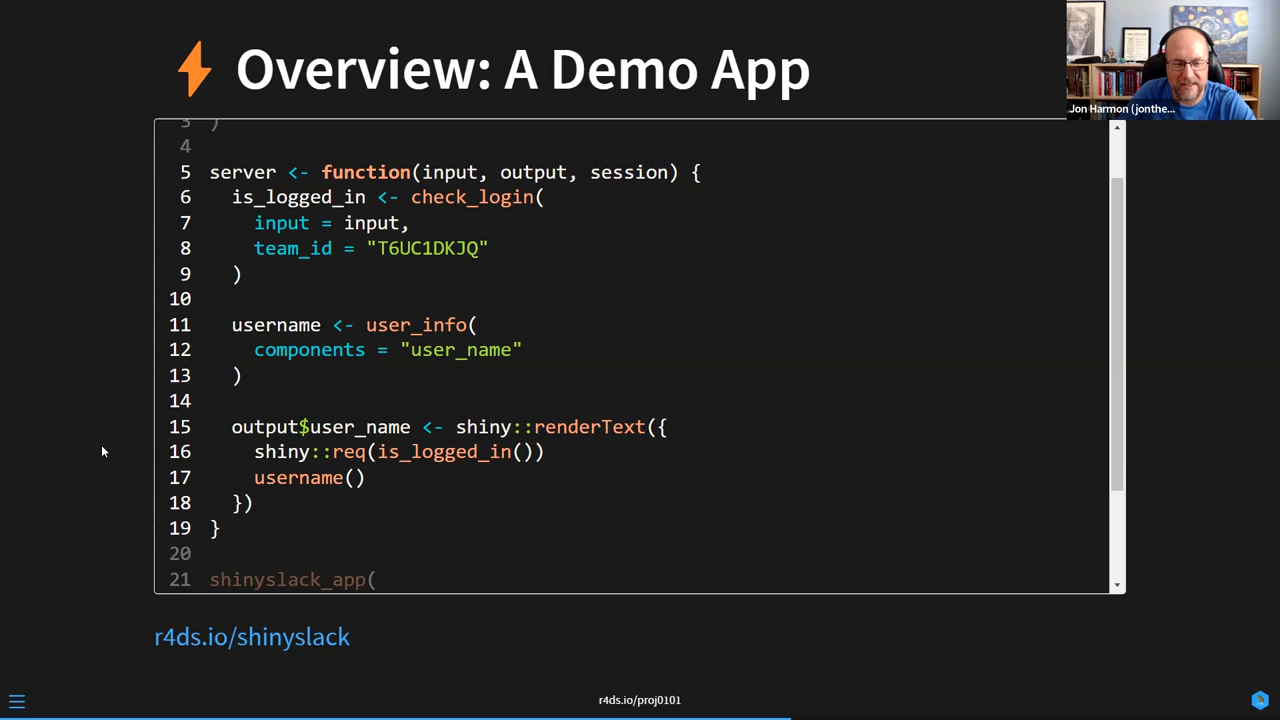 Overview: A Demo App
Jon Harmon (jonthe...
3 )
4
5 server <- function(input, output, session) {
6 is_logged_in <- check_login(
7 input = input,
8 team_id = "T6UC1DKJQ"
9 )
10
11 username <- user_info(
12 components = "user_name"
13 )
14
15 output$user_name <- shiny::renderText({
16 shiny::req(is_logged_in())
17 username()
18 })
19 }
20
21 shinyslack_app(
r4ds.io/shinyslack
r4ds.io/proj0101